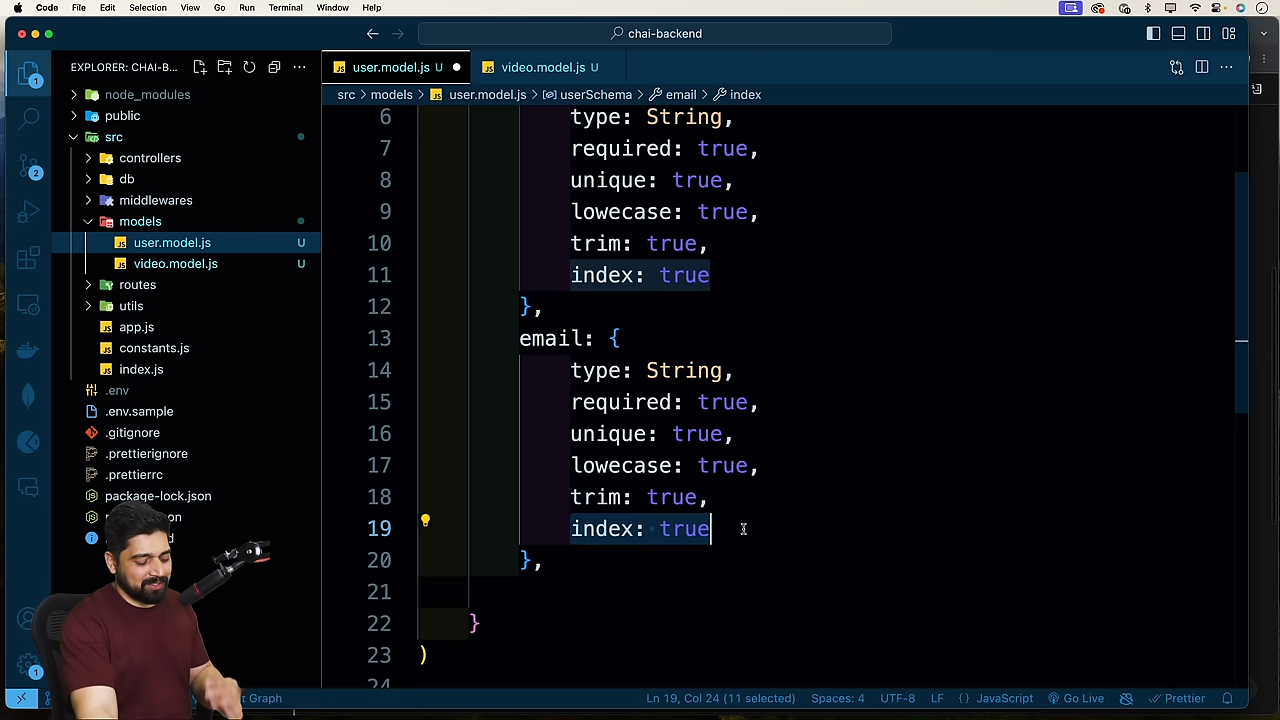 Code File Edit Selection View Go Run Terminal Window Help
chai-backend
EXPLORER: CHAI-B...
user.model.js U
video.model.js U
src > models > user.model.js > userSchema > email > index
node_modules
public
src
controllers
db
middlewares
models
user.model.js U
video.model.js U
routes
utils
app.js
constants.js
index.js
.env
.env.sample
.gitignore
.prettierignore
.prettierrc
package-lock.json
6 type: String,
7 required: true,
8 unique: true,
9 lowecase: true,
10 trim: true,
11 index: true
12 },
13 email: {
14 type: String,
15 required: true,
16 unique: true,
17 lowecase: true,
18 trim: true,
19 index: true
20 },
21
22 }
23 )
24
1
2
1
Graph
Ln 19, Col 24 (11 selected) Spaces: 4 UTF-8 LF {} JavaScript Go Live Prettier